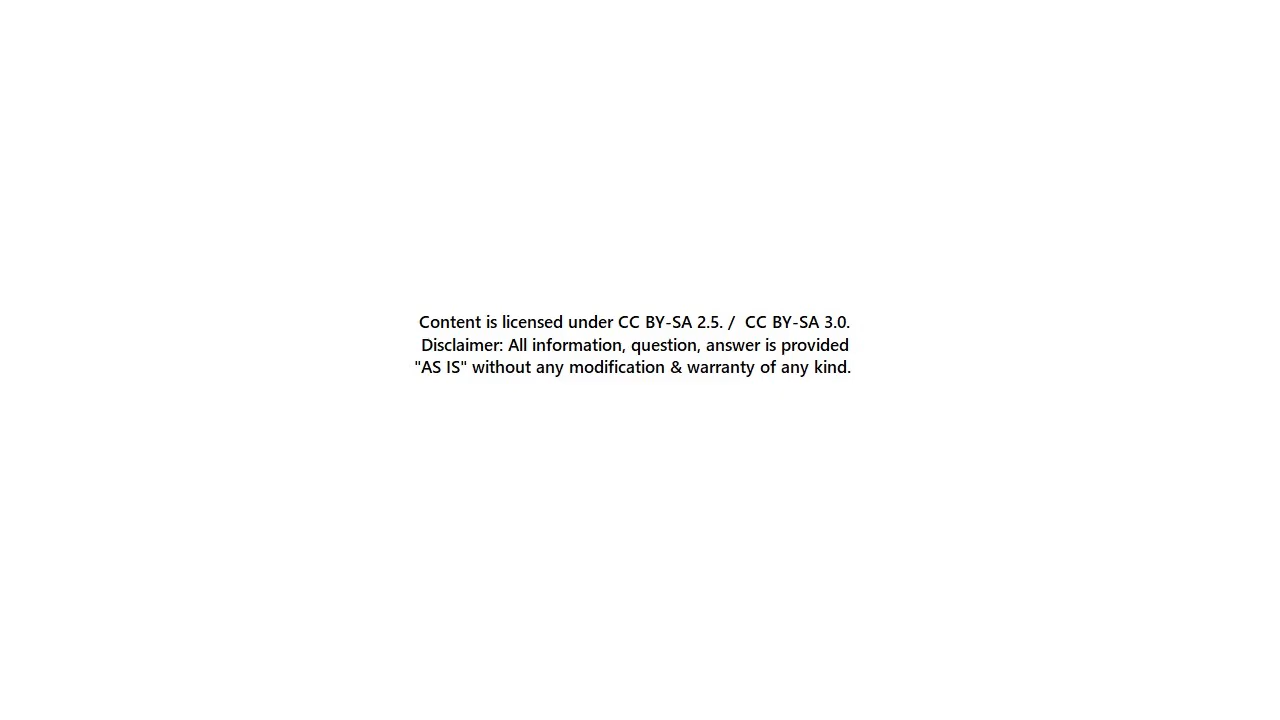 Content is licensed under CC BY-SA 2.5. /  CC BY-SA 3.0.
Disclaimer: All information, question, answer is provided
"AS IS" without any modification & warranty of any kind.